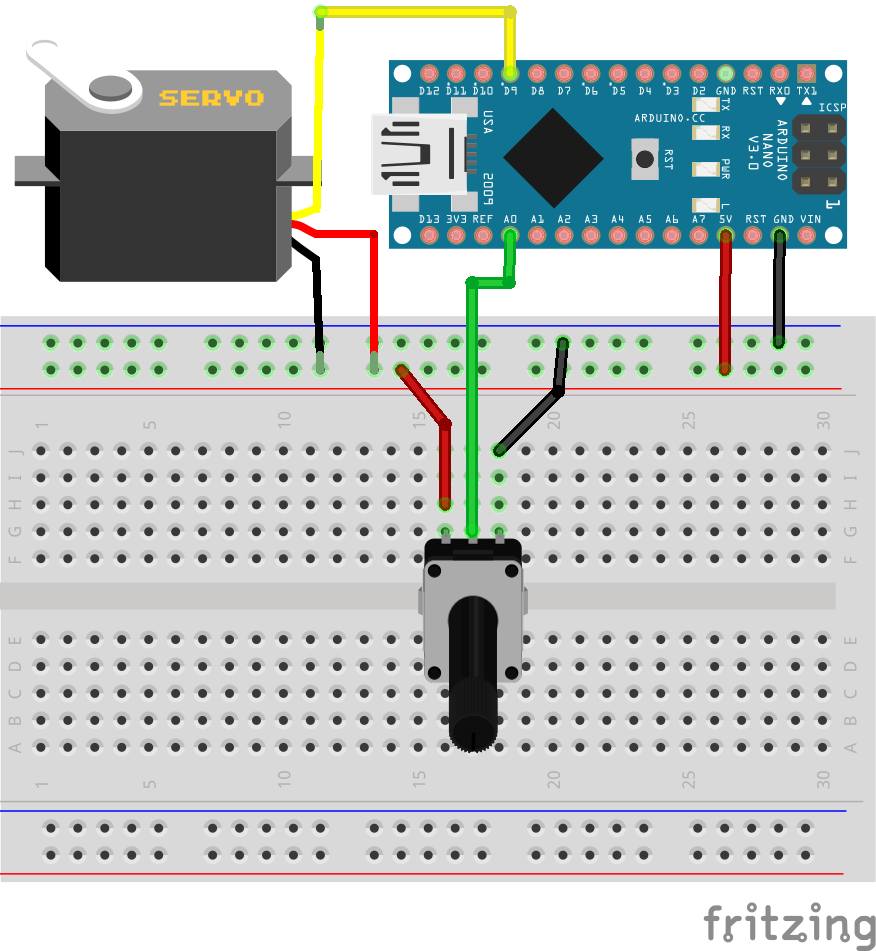 SERVO
D12 D11 D10 D9 D8 D7 D6 D5 D4 D3 D2 GND RST RX0 TX1
USA
2009
ARDUINO.CC
RST
TX
RX
PWR
L
ARDUINO
NANO
V3.0
ICSP
1
D13 3V3 REF A0 A1 A2 A3 A4 A5 A6 A7 5V RST GND VIN
1 5 10 15 20 25 30
J J
I I
H H
G G
F F
E E
D D
C C
B B
A A
1 5 10 15 20 25 30
fritzing